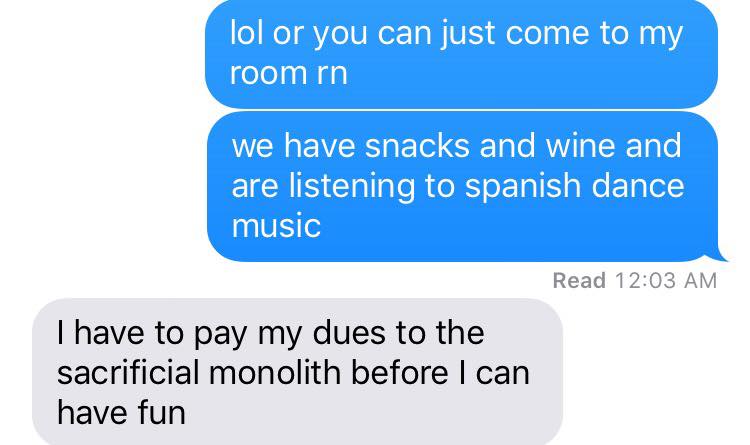 lol or you can just come to my
room rn
we have snacks and wine and
are listening to spanish dance
music
Read 12:03 AM
I have to pay my dues to the
sacrificial monolith before I can
have fun